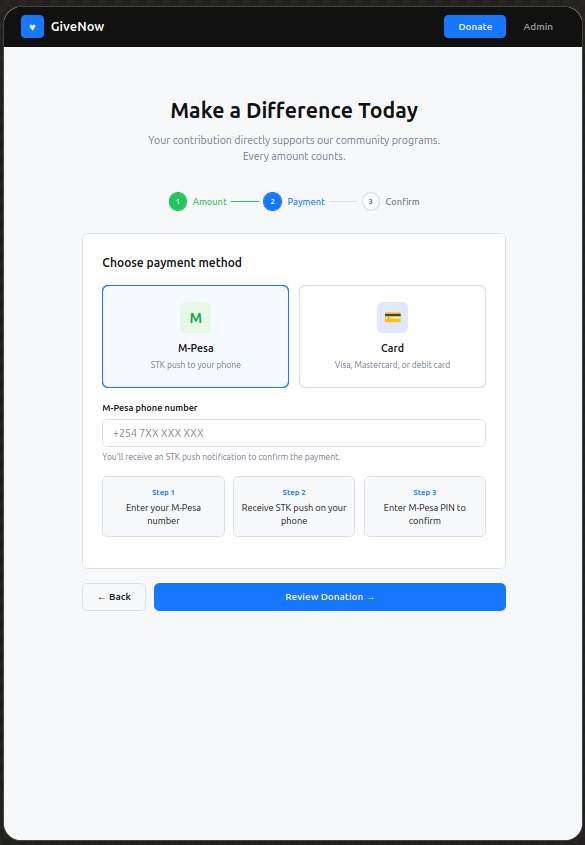 ♥ GiveNow
Donate
Admin
Make a Difference Today
Your contribution directly supports our community programs.
Every amount counts.
1 Amount
2 Payment
3 Confirm
Choose payment method
M
M-Pesa
STK push to your phone
Card
Visa, Mastercard, or debit card
M-Pesa phone number
+254 7XX XXX XXX
You'll receive an STK push notification to confirm the payment.
Step 1
Enter your M-Pesa
number
Step 2
Receive STK push on your
phone
Step 3
Enter M-Pesa PIN to
confirm
← Back
Review Donation →